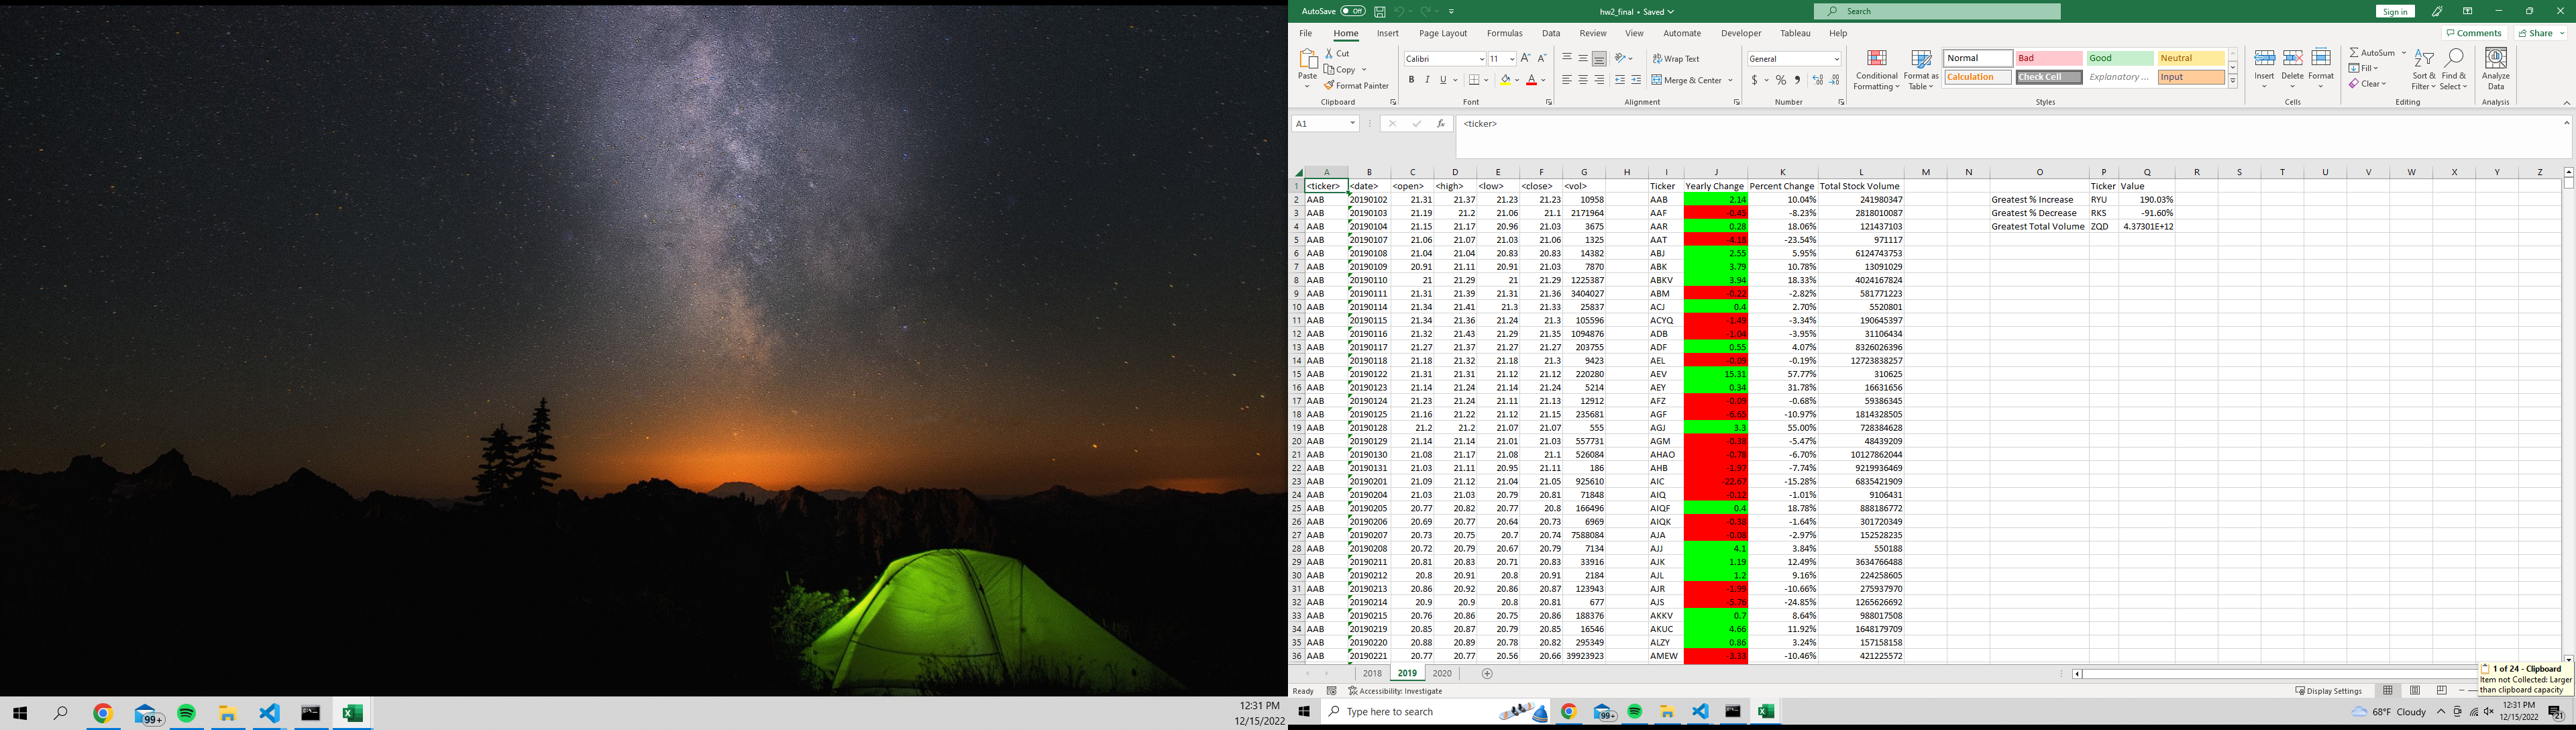 AutoSave Off hw2_final • Saved Search Sign in
File Home Insert Page Layout Formulas Data Review View Automate Developer Tableau Help Comments Share
Paste Cut Copy Format Painter Calibri 11 B I U Wrap Text Merge & Center General $ % Conditional Formatting Format as Table Normal Bad Good Neutral Calculation Check Cell Explanatory ... Input Insert Delete Format AutoSum Fill Clear Sort & Filter Find & Select Analyze Data
Clipboard Font Alignment Number Styles Cells Editing Analysis
A1 fx <ticker>
A B C D E F G H I J K L M N O P Q R S T U V W X Y Z
1 <ticker> <date> <open> <high> <low> <close> <vol> Ticker Yearly Change Percent Change Total Stock Volume Ticker Value
2 AAB 20190102 21.31 21.37 21.23 21.23 10958 AAB 2.14 10.04% 241980347 Greatest % Increase RYU 190.03%
3 AAB 20190103 21.19 21.2 21.06 21.1 2171964 AAF -0.45 -8.23% 2818010087 Greatest % Decrease RKS -91.60%
4 AAB 20190104 21.15 21.17 20.96 21.03 3675 AAR 0.28 18.06% 121437103 Greatest Total Volume ZQD 4.37301E+12
5 AAB 20190107 21.06 21.07 21.03 21.06 1325 AAT -4.18 -23.54% 971117
6 AAB 20190108 21.04 21.04 20.83 20.83 14382 ABJ 2.55 5.95% 6124743753
7 AAB 20190109 20.91 21.11 20.91 21.03 7870 ABK 3.79 10.78% 13091029
8 AAB 20190110 21 21.29 21 21.29 1225387 ABKV 3.94 18.33% 4024167824
9 AAB 20190111 21.31 21.39 21.31 21.36 3404027 ABM -0.22 -2.82% 581771223
10 AAB 20190114 21.34 21.41 21.3 21.33 25837 ACJ 0.4 2.70% 5520801
11 AAB 20190115 21.34 21.36 21.24 21.3 105596 ACYQ -1.49 -3.34% 190645397
12 AAB 20190116 21.32 21.43 21.29 21.35 1094876 ADB -1.04 -3.95% 31106434
13 AAB 20190117 21.27 21.37 21.27 21.27 203755 ADF 0.55 4.07% 8326026396
14 AAB 20190118 21.18 21.32 21.18 21.3 9423 AEL -0.09 -0.19% 12723838257
15 AAB 20190122 21.31 21.31 21.12 21.12 220280 AEV 15.31 57.77% 310625
16 AAB 20190123 21.14 21.24 21.14 21.24 5214 AEY 0.34 31.78% 16631656
17 AAB 20190124 21.23 21.24 21.11 21.13 12912 AFZ -0.09 -0.68% 59386345
18 AAB 20190125 21.16 21.22 21.12 21.15 235681 AGF -6.65 -10.97% 1814328505
19 AAB 20190128 21.2 21.2 21.07 21.07 555 AGJ 3.3 55.00% 728384628
20 AAB 20190129 21.14 21.14 21.01 21.03 557731 AGM -0.38 -5.47% 48439209
21 AAB 20190130 21.08 21.17 21.08 21.1 526084 AHAO -0.78 -6.70% 10127862044
22 AAB 20190131 21.03 21.11 20.95 21.11 186 AHB -1.97 -7.74% 9219936469
23 AAB 20190201 21.09 21.12 21.04 21.05 925610 AIC -22.67 -15.28% 6835421909
24 AAB 20190204 21.03 21.03 20.79 20.81 71848 AIQ -0.12 -1.01% 9106431
25 AAB 20190205 20.77 20.82 20.77 20.8 166496 AIQF 0.4 18.78% 888186772
26 AAB 20190206 20.69 20.77 20.64 20.73 6969 AIQK -0.38 -1.64% 301720349
27 AAB 20190207 20.73 20.75 20.7 20.74 7588084 AJA -0.08 -2.97% 152528235
28 AAB 20190208 20.72 20.79 20.67 20.79 7134 AJJ 4.1 3.84% 550188
29 AAB 20190211 20.81 20.83 20.71 20.83 33916 AJK 1.19 12.49% 3634766488
30 AAB 20190212 20.8 20.91 20.8 20.91 2184 AJL 1.2 9.16% 224258605
31 AAB 20190213 20.86 20.92 20.86 20.87 123943 AJR -1.99 -10.66% 275937970
32 AAB 20190214 20.9 20.9 20.8 20.81 677 AJS -5.76 -24.85% 1265626692
33 AAB 20190215 20.76 20.86 20.75 20.86 188376 AKKV 0.7 8.64% 988017508
34 AAB 20190219 20.85 20.87 20.79 20.85 16546 AKUC 4.66 11.92% 1648179709
35 AAB 20190220 20.88 20.89 20.78 20.82 295349 ALZY 0.86 3.24% 157158158
36 AAB 20190221 20.77 20.77 20.56 20.66 39923923 AMEW -3.33 -10.46% 421225572
2018 2019 2020
1 of 24 - Clipboard
Item not Collected: Larger
than clipboard capacity
Ready Accessibility: Investigate Display Settings
99+ 12:31 PM
12/15/2022
Type here to search 99+ 68°F Cloudy 12:31 PM
12/15/2022 21